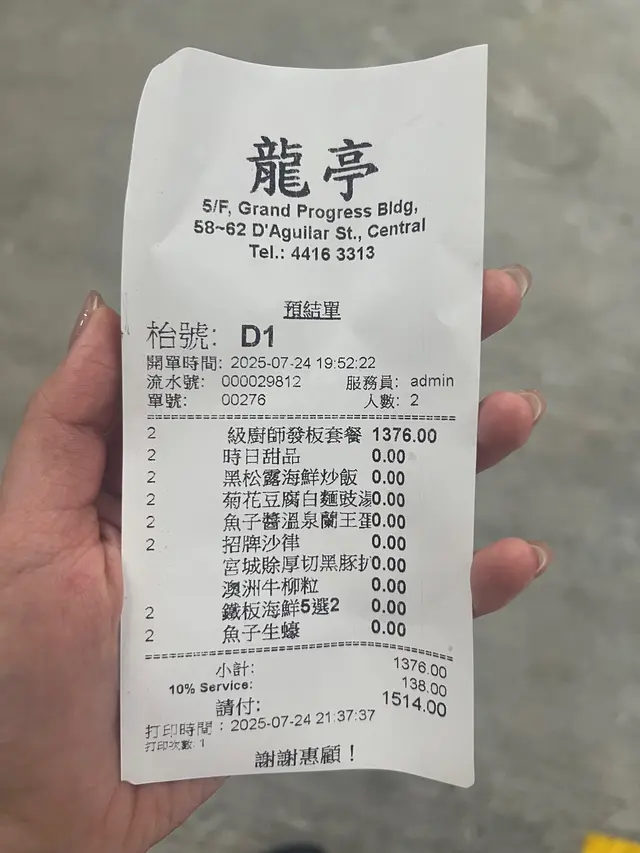 龍亭
5/F, Grand Progress Bldg,
58~62 D'Aguilar St., Central
Tel.: 4416 3313
預結單
枱號: D1
開單時間: 2025-07-24 19:52:22
流水號: 000029812 服務員: admin
單號: 00276 人數: 2
2 級廚師發板套餐 1376.00
2 時日甜品 0.00
2 黑松露海鮮炒飯 0.00
2 菊花豆腐白麵豉湯0.00
2 魚子醬溫泉蘭王蛋0.00
2 招牌沙律 0.00
宮城賒厚切黑豚扒0.00
澳洲牛柳粒 0.00
2 鐵板海鮮5選2 0.00
2 魚子生蠔 0.00
小計: 1376.00
10% Service: 138.00
請付: 1514.00
打印時間: 2025-07-24 21:37:37
打印次數: 1
謝謝惠顧!